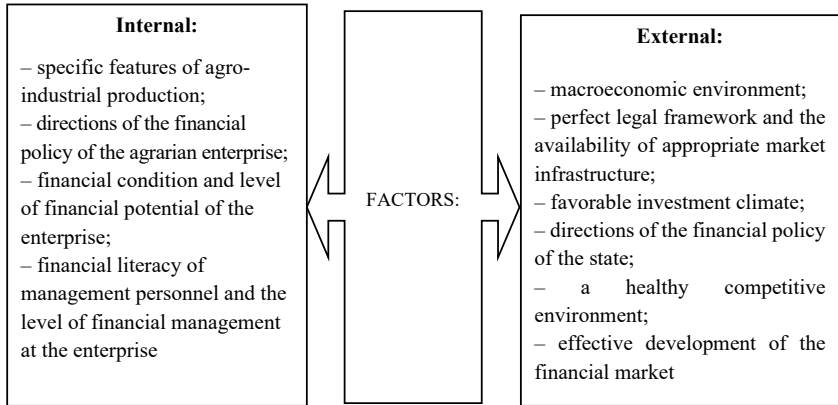 Internal:
– specific features of agro-
industrial production;
– directions of the financial
policy of the agrarian enterprise;
– financial condition and level
of financial potential of the
enterprise;
– financial literacy of
management personnel and the
level of financial management
at the enterprise
FACTORS:
External:
– macroeconomic environment;
– perfect legal framework and the
availability of appropriate market
infrastructure;
– favorable investment climate;
– directions of the financial policy
of the state;
– a healthy competitive
environment;
– effective development of the
financial market